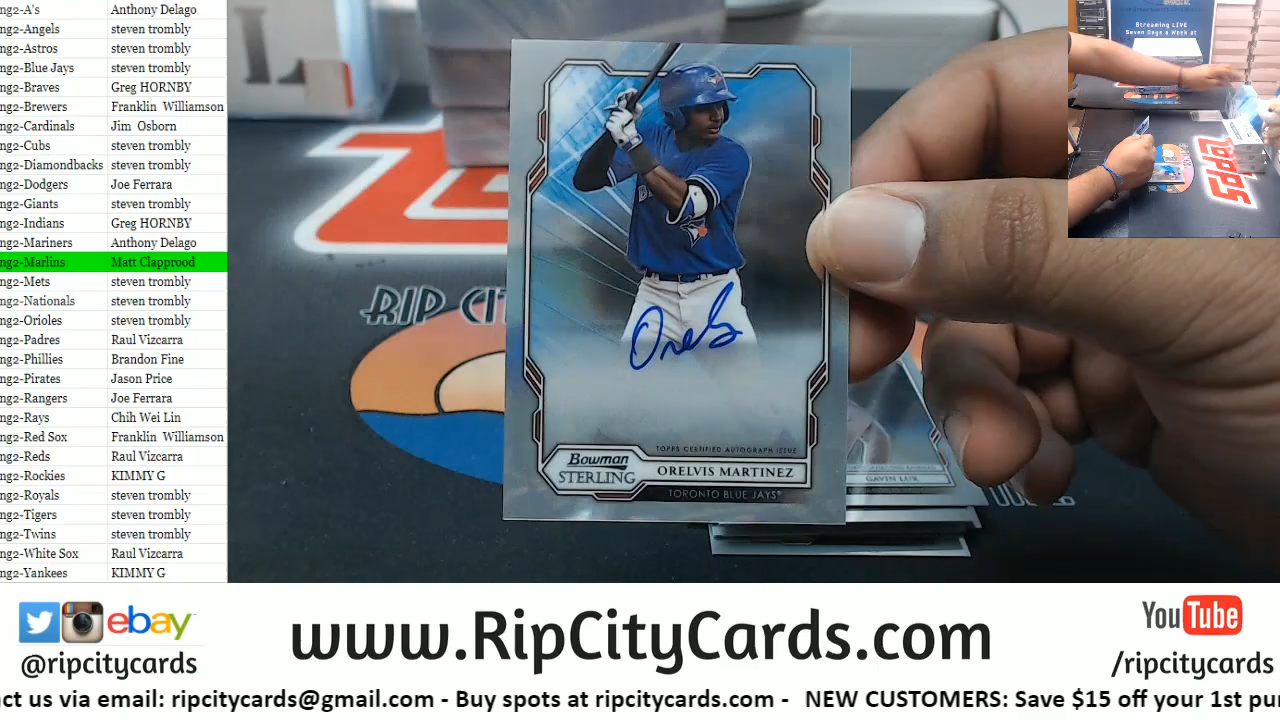 ng2-A's Anthony Delago
ng2-Angels steven trombly
ng2-Astros steven trombly
ng2-Blue Jays steven trombly
ng2-Braves Greg HORNBY
ng2-Brewers Franklin Williamson
ng2-Cardinals Jim Osborn
ng2-Cubs steven trombly
ng2-Diamondbacks steven trombly
ng2-Dodgers Joe Ferrara
ng2-Giants steven trombly
ng2-Indians Greg HORNBY
ng2-Mariners Anthony Delago
ng2-Marlins Matt Clapprood
ng2-Mets steven trombly
ng2-Nationals steven trombly
ng2-Orioles steven trombly
ng2-Padres Raul Vizcarra
ng2-Phillies Brandon Fine
ng2-Pirates Jason Price
ng2-Rangers Joe Ferrara
ng2-Rays Chih Wei Lin
ng2-Red Sox Franklin Williamson
ng2-Reds Raul Vizcarra
ng2-Rockies KIMMY G
ng2-Royals steven trombly
ng2-Tigers steven trombly
ng2-Twins steven trombly
ng2-White Sox Raul Vizcarra
ng2-Yankees KIMMY G
Streaming LIVE
Seven Days a Week at
topps
RIP CI
TOPPS CERTIFIED AUTOGRAPH ISSUE
Bowman
STERLING
ORELVIS MARTINEZ
TORONTO BLUE JAYS
GAVIN LUX
ebay
@ripcitycards
www.RipCityCards.com
YouTube
/ripcitycards
ct us via email: ripcitycards@gmail.com - Buy spots at ripcitycards.com - NEW CUSTOMERS: Save $15 off your 1st pur